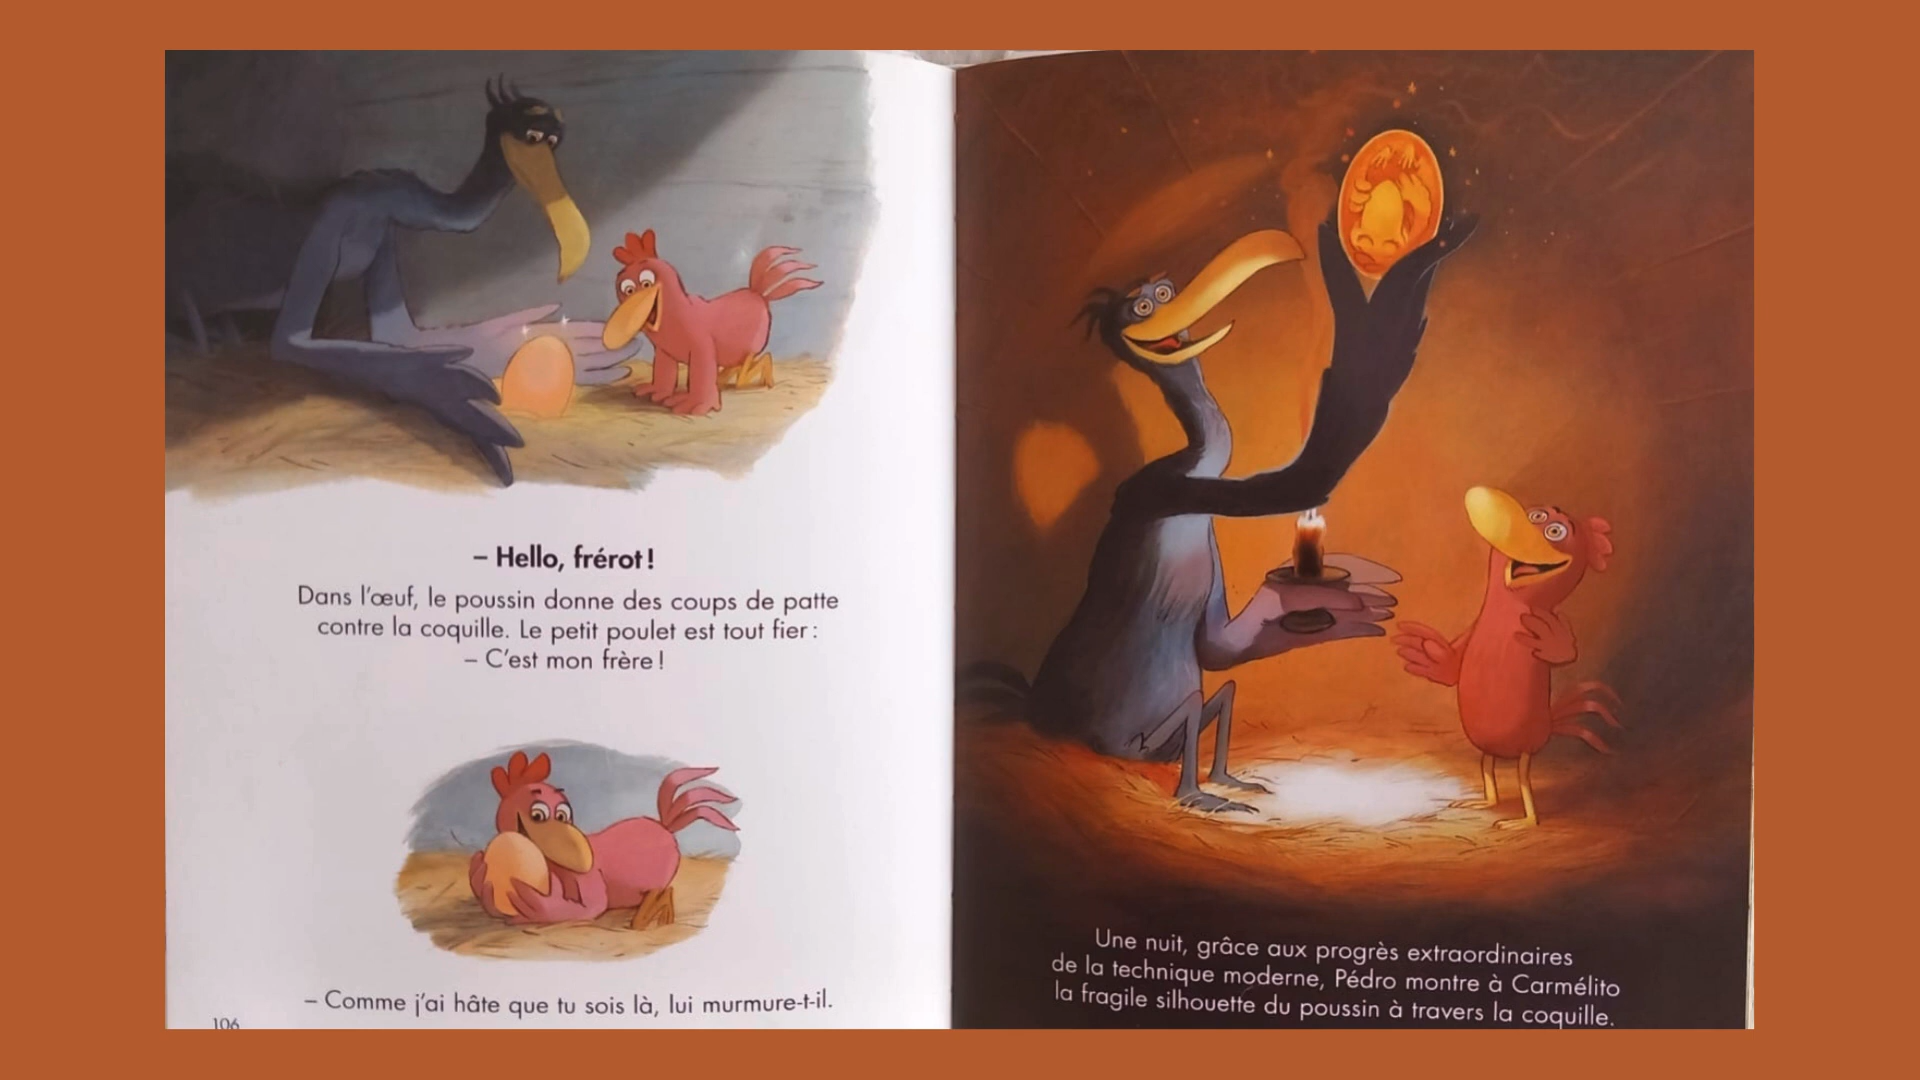 – Hello, frérot !
Dans l'œuf, le poussin donne des coups de patte
contre la coquille. Le petit poulet est tout fier :
– C'est mon frère !
– Comme j'ai hâte que tu sois là, lui murmure-t-il.
106
Une nuit, grâce aux progrès extraordinaires
de la technique moderne, Pédro montre à Carmélito
la fragile silhouette du poussin à travers la coquille.